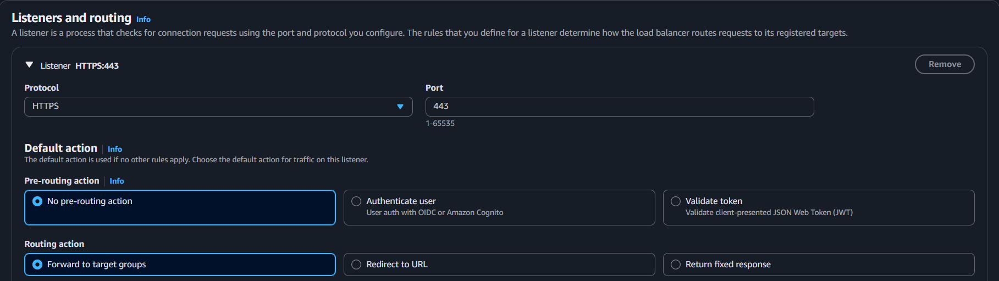 Listeners and routing Info
A listener is a process that checks for connection requests using the port and protocol you configure. The rules that you define for a listener determine how the load balancer routes requests to its registered targets.
Listener HTTPS:443
Remove
Protocol
Port
HTTPS
443
1-65535
Default action Info
The default action is used if no other rules apply. Choose the default action for traffic on this listener.
Pre-routing action Info
No pre-routing action
Authenticate user
User auth with OIDC or Amazon Cognito
Validate token
Validate client-presented JSON Web Token (JWT)
Routing action
Forward to target groups
Redirect to URL
Return fixed response